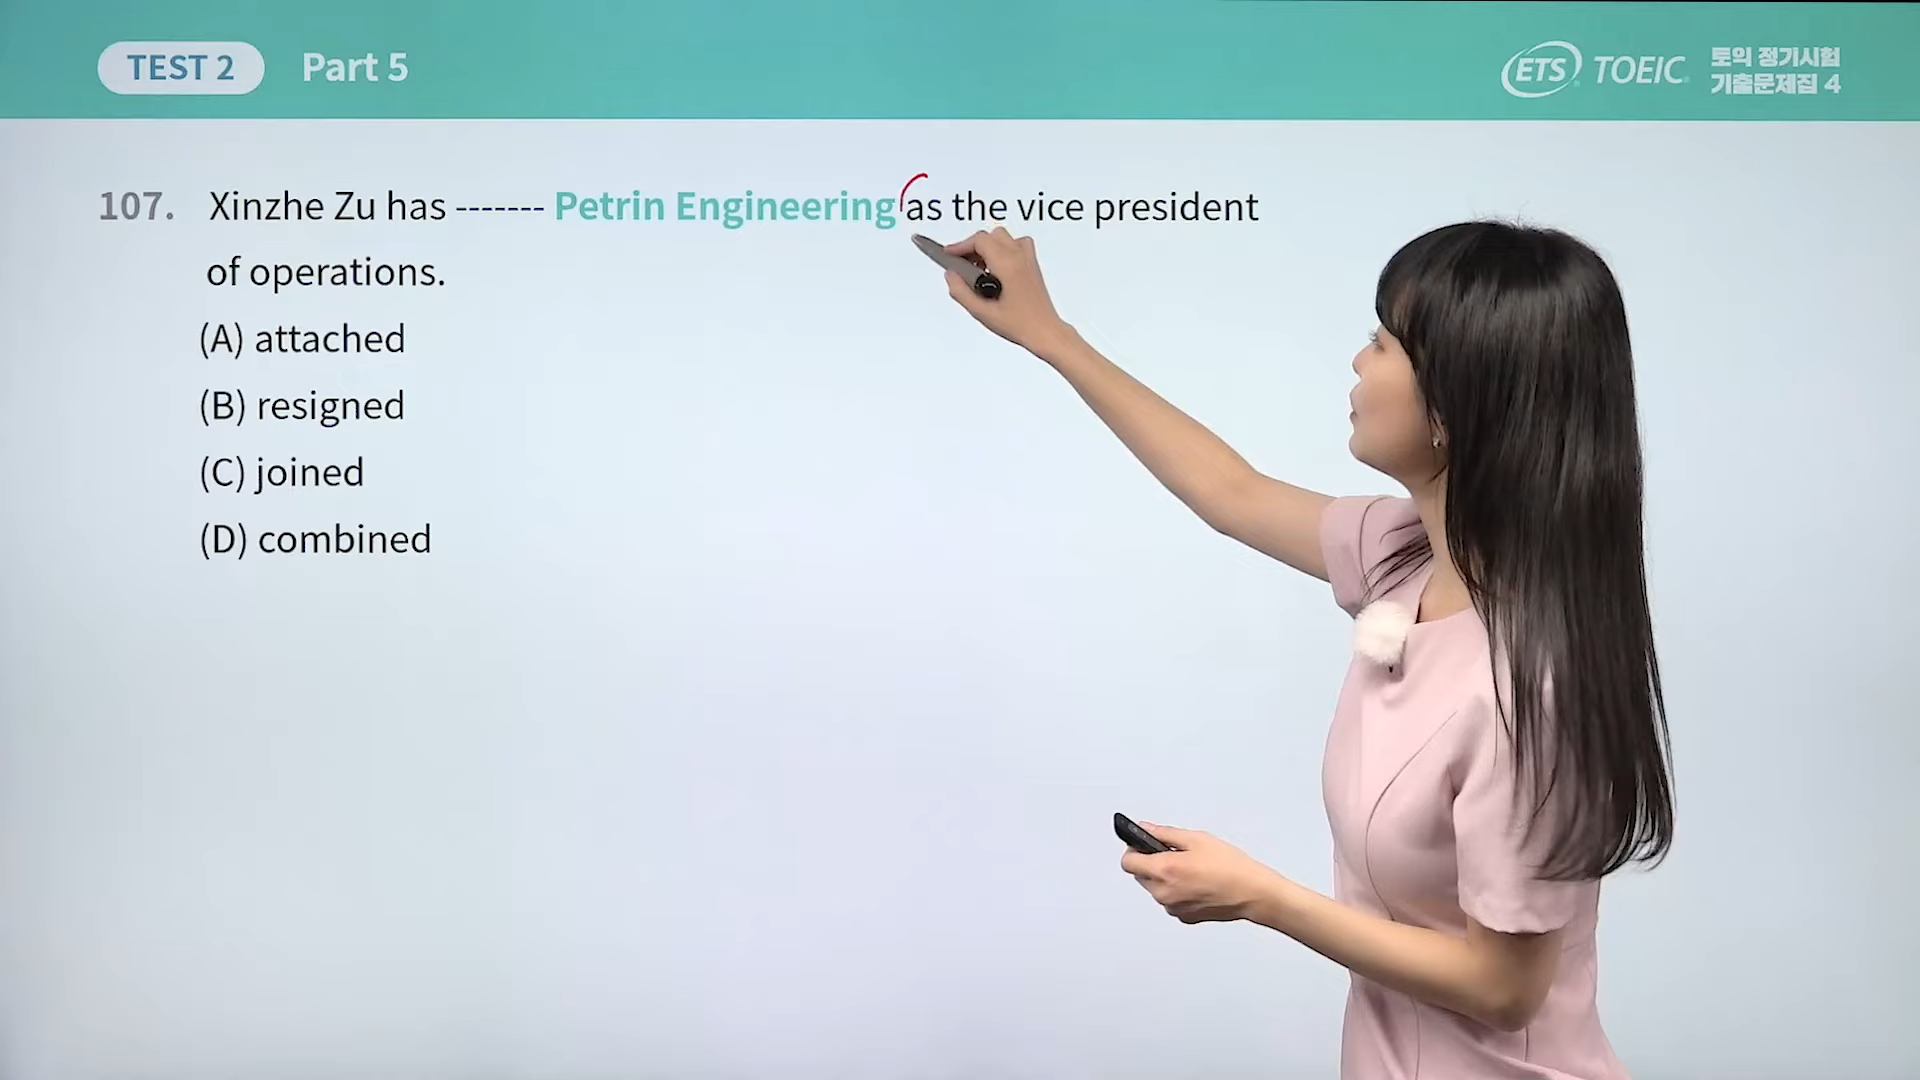 TEST 2
Part 5
ETS TOEIC
토익 정기시험
기출문제집 4
107. Xinzhe Zu has ------- Petrin Engineering as the vice president
of operations.
(A) attached
(B) resigned
(C) joined
(D) combined